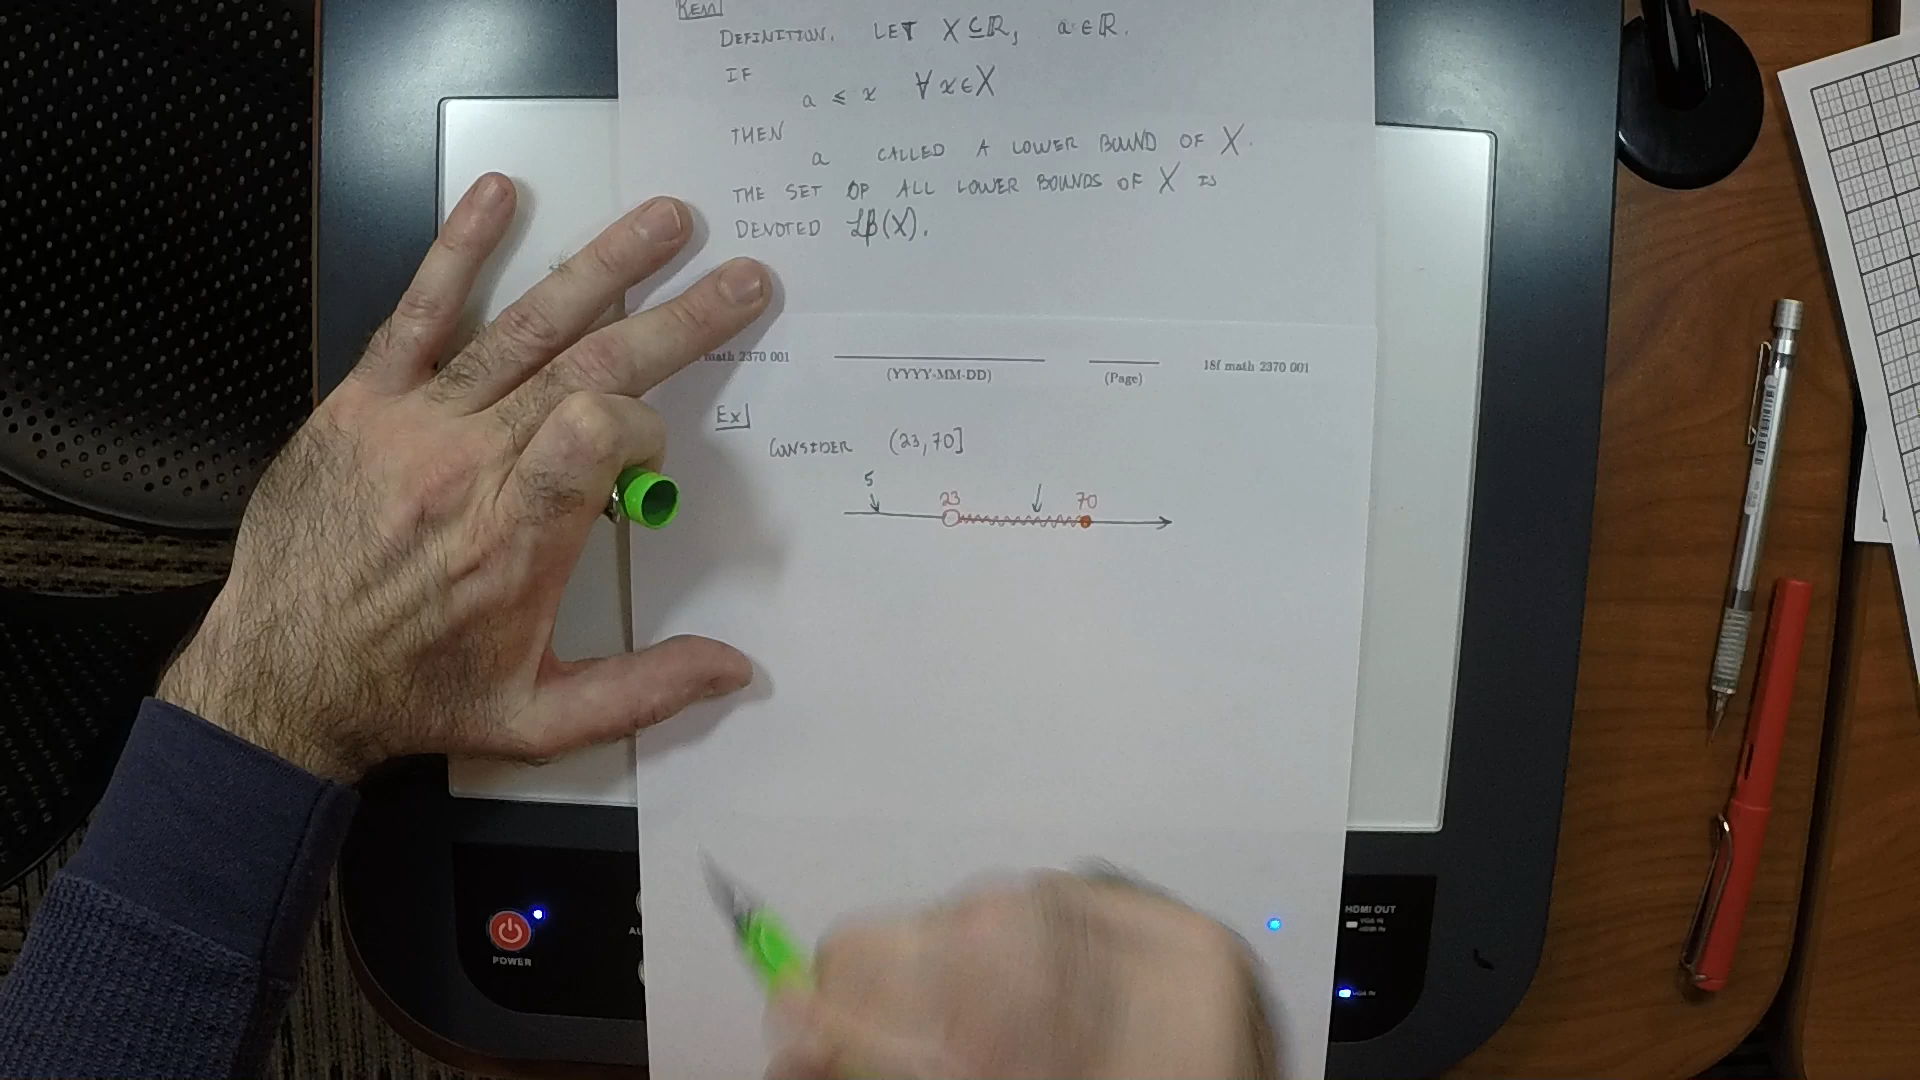 Rem
DEFINITION. LET X ⊆ ℝ, a ∈ ℝ.
IF
a ≤ x ∀ x ∈ X
THEN
a CALLED A LOWER BOUND OF X.
THE SET OF ALL LOWER BOUNDS OF X IS
DENOTED LB(X).
math 2370 001
(YYYY-MM-DD)
(Page)
18f math 2370 001
Ex
CONSIDER (23, 70]
5
23
70
POWER
HDMI OUT